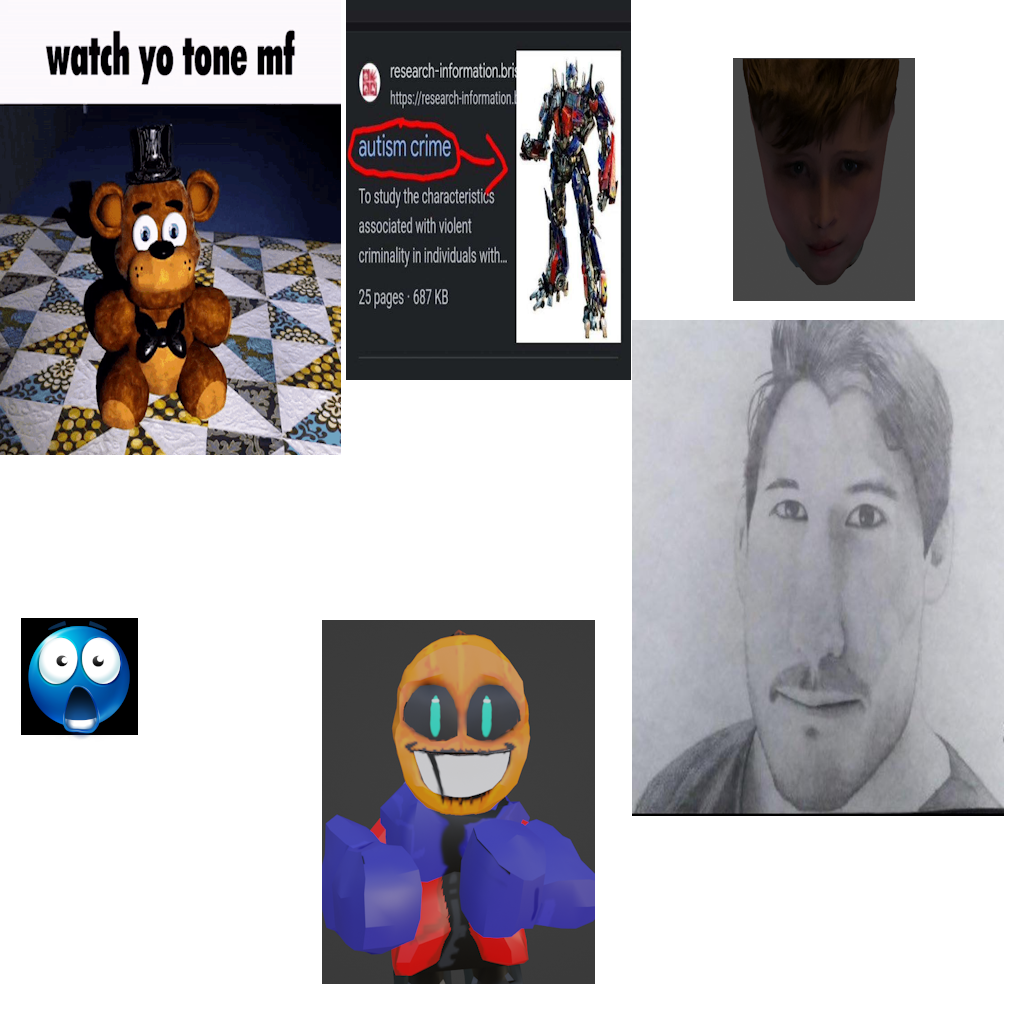 watch yo tone mf
research-information.bris
https://research-information.b
autism crime
To study the characteristics
associated with violent
criminality in individuals with...
25 pages · 687 KB